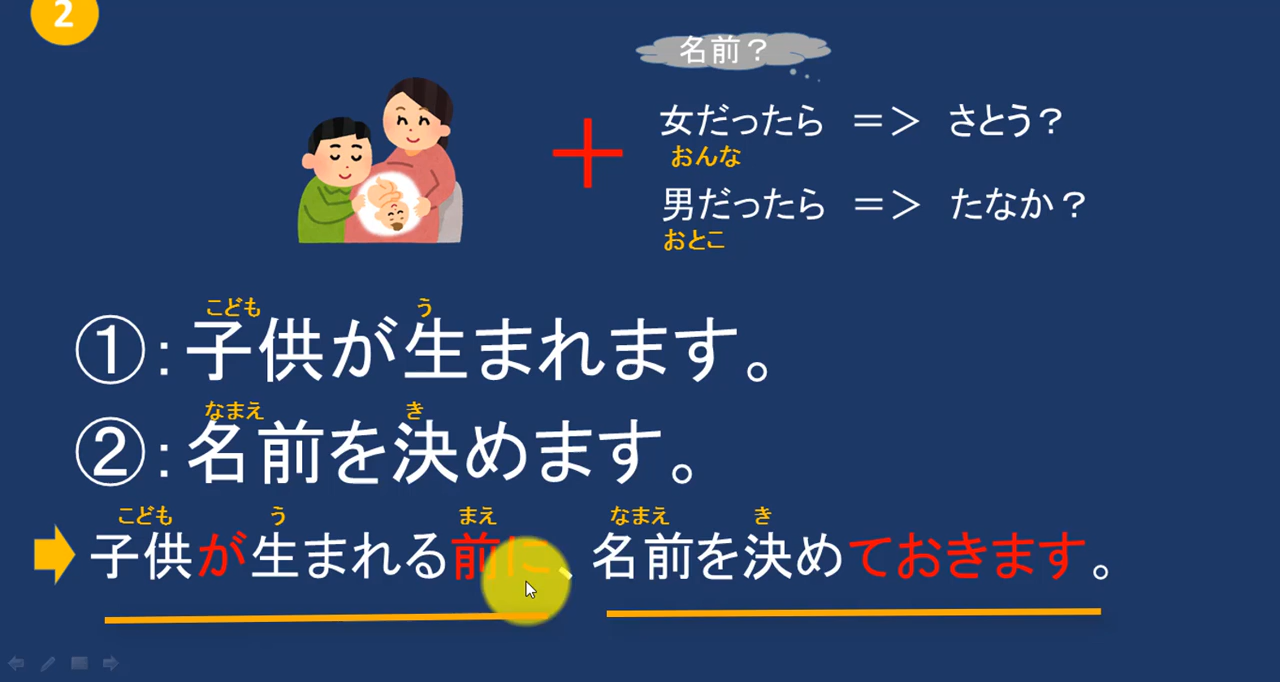 2
名前？
女だったら ＝＞ さとう？
おんな
男だったら ＝＞ たなか？
おとこ
こども う
①：子供が生まれます。
なまえ き
②：名前を決めます。
こども う まえ なまえ き
子供が生まれる前に、名前を決めておきます。